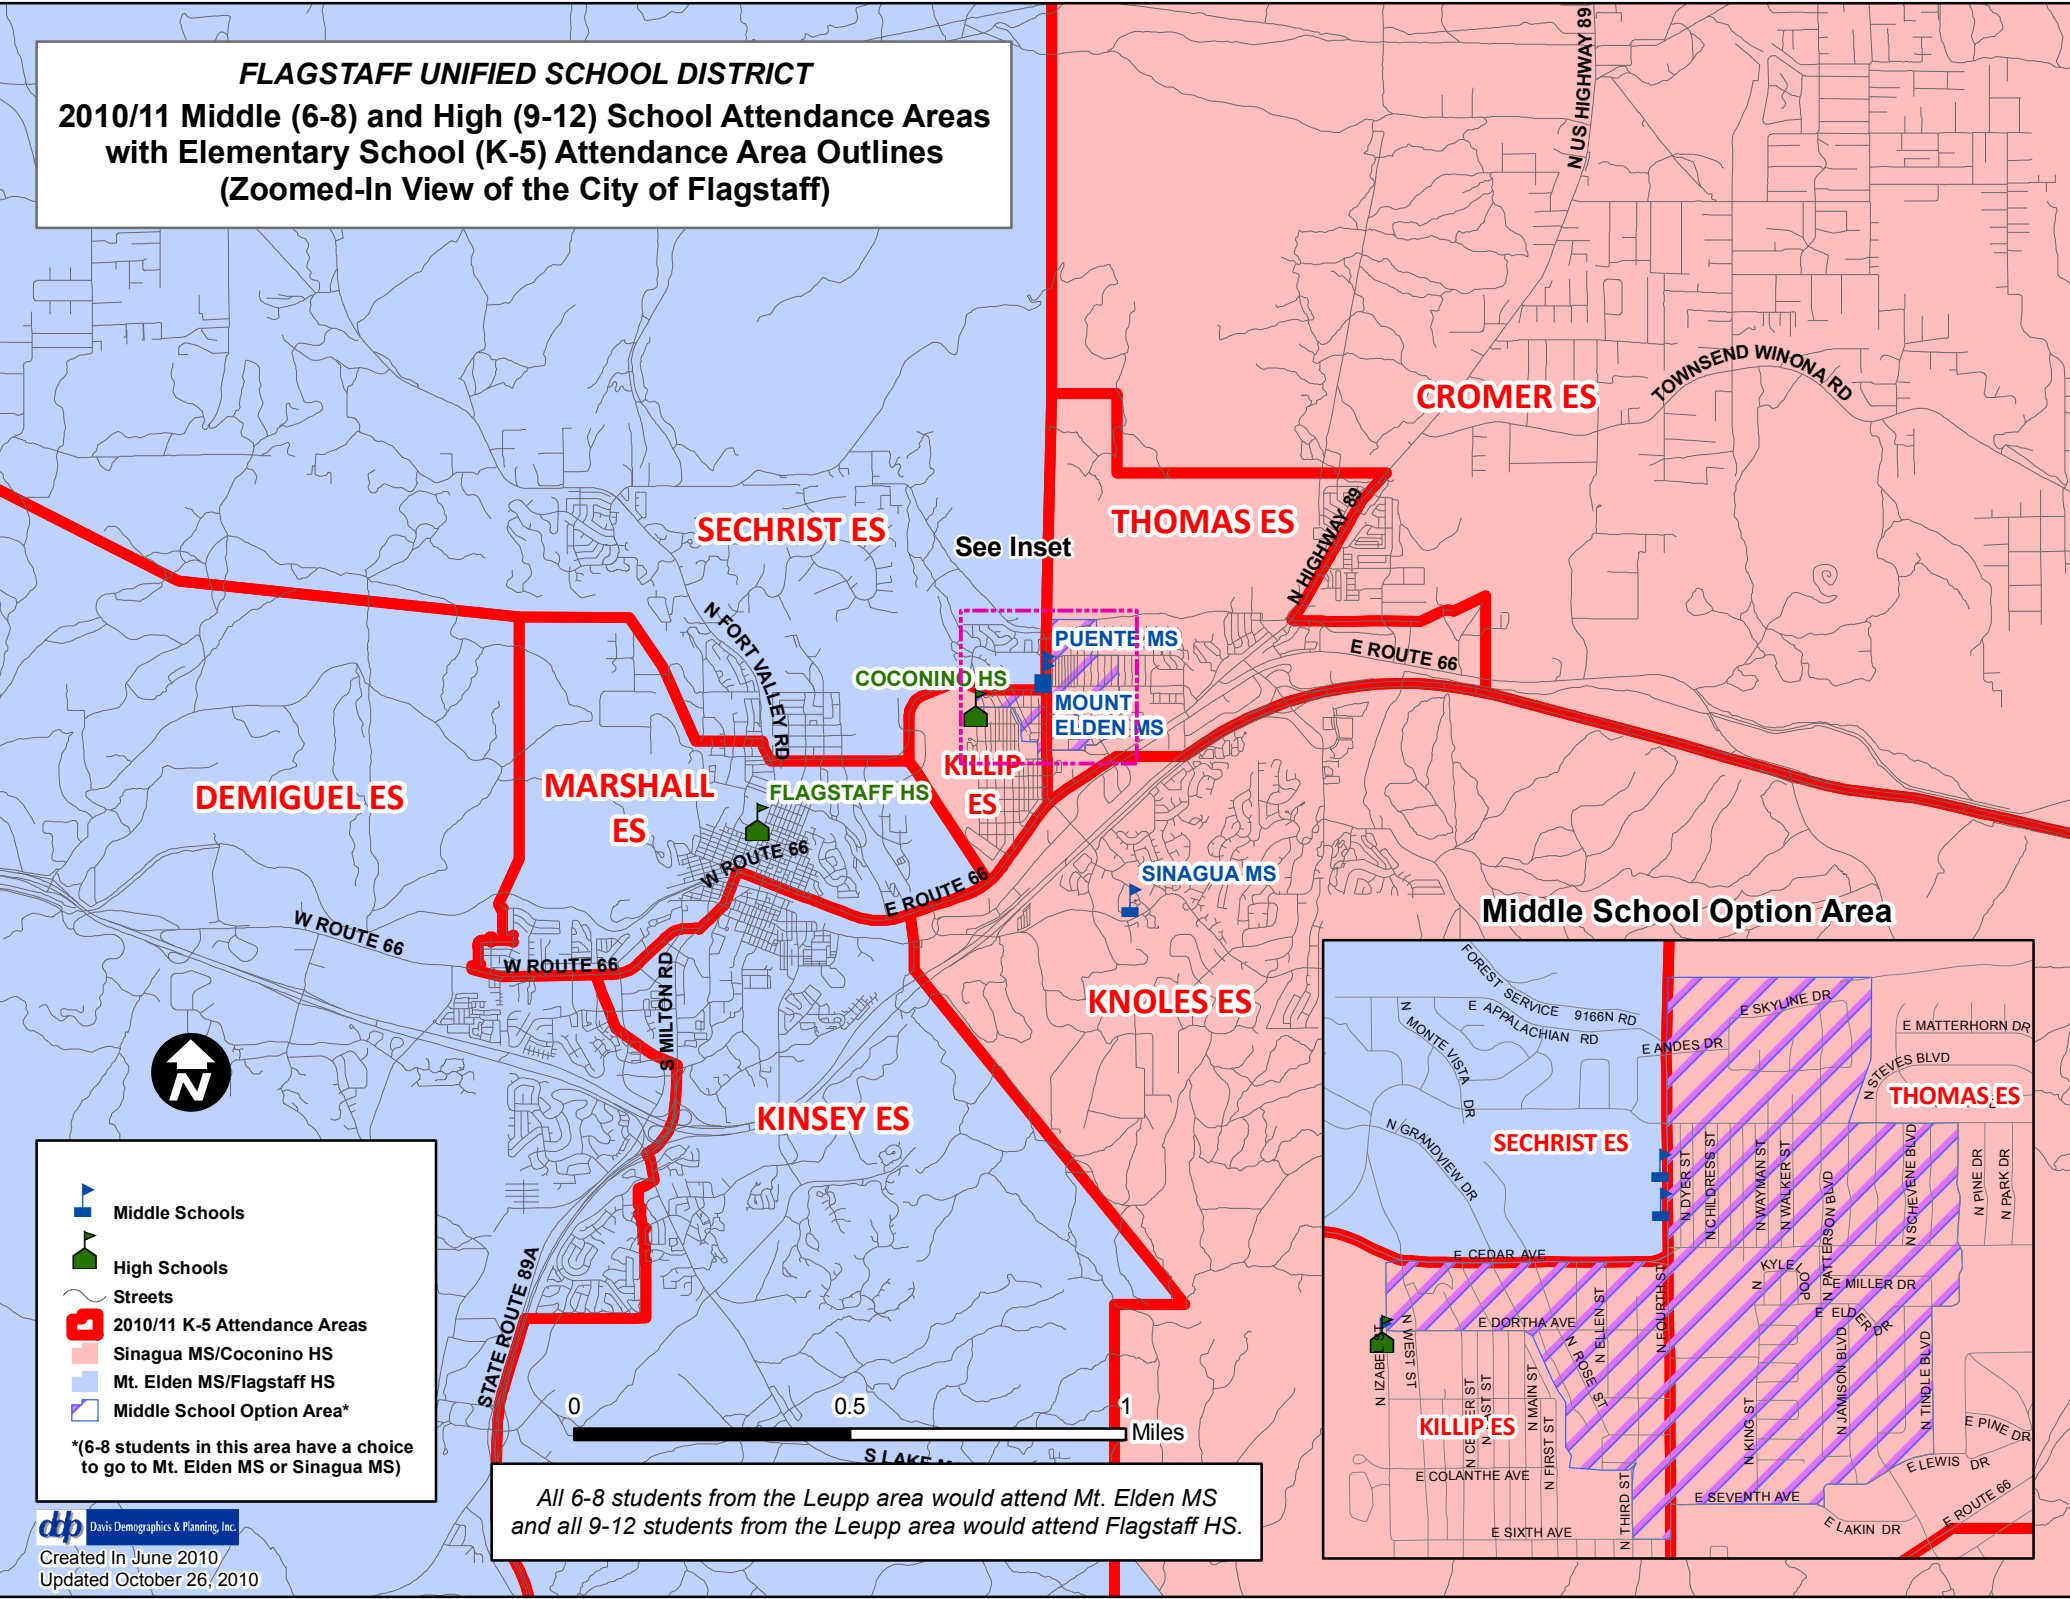 FLAGSTAFF UNIFIED SCHOOL DISTRICT
2010/11 Middle (6-8) and High (9-12) School Attendance Areas
with Elementary School (K-5) Attendance Area Outlines
(Zoomed-In View of the City of Flagstaff)
N US HIGHWAY 89
TOWNSEND WINONA RD
CROMER ES
SECHRIST ES
See Inset
THOMAS ES
N HIGHWAY 89
N FORT VALLEY RD
PUENTE MS
COCONINO HS
E ROUTE 66
MOUNT
ELDEN MS
KILLIP
ES
DEMIGUEL ES
MARSHALL
ES
FLAGSTAFF HS
W ROUTE 66
E ROUTE 66
SINAGUA MS
W ROUTE 66
W ROUTE 66
S MILTON RD
KNOLES ES
KINSEY ES
STATE ROUTE 89A
Middle Schools
High Schools
Streets
2010/11 K-5 Attendance Areas
Sinagua MS/Coconino HS
Mt. Elden MS/Flagstaff HS
Middle School Option Area*
*(6-8 students in this area have a choice
to go to Mt. Elden MS or Sinagua MS)
ddp Davis Demographics & Planning, Inc.
Created In June 2010
Updated October 26, 2010
0 0.5 1
Miles
S LAKE
All 6-8 students from the Leupp area would attend Mt. Elden MS
and all 9-12 students from the Leupp area would attend Flagstaff HS.
Middle School Option Area
FOREST SERVICE 9166N RD
E APPALACHIAN RD
N MONTE VISTA DR
E ANDES DR
E SKYLINE DR
E MATTERHORN DR
N STEVES BLVD
THOMAS ES
N GRANDVIEW DR
SECHRIST ES
N DYER ST
N CHILDRESS ST
N WAYMAN ST
N WALKER ST
N PATTERSON BLVD
N SCHEVENE BLVD
N PINE DR
N PARK DR
E CEDAR AVE
N KYLE LOOP
E MILLER DR
E ELDER DR
N FOURTH ST
N ELLEN ST
E DORTHA AVE
N ROSE ST
N IZABEL ST
N WEST ST
N CENTER ST
N EAST ST
N MAIN ST
N FIRST ST
KILLIP ES
N KING ST
N JAMISON BLVD
N TINDLE BLVD
E PINE DR
E COLANTHE AVE
E LEWIS DR
E SEVENTH AVE
N THIRD ST
E SIXTH AVE
E LAKIN DR
E ROUTE 66